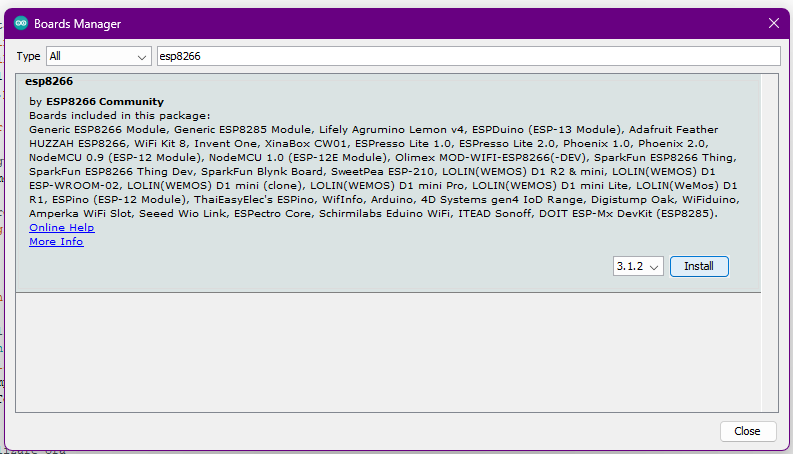 Boards Manager
Type All esp8266
esp8266
by ESP8266 Community
Boards included in this package:
Generic ESP8266 Module, Generic ESP8285 Module, Lifely Agrumino Lemon v4, ESPDuino (ESP-13 Module), Adafruit Feather
HUZZAH ESP8266, WiFi Kit 8, Invent One, XinaBox CW01, ESPresso Lite 1.0, ESPresso Lite 2.0, Phoenix 1.0, Phoenix 2.0,
NodeMCU 0.9 (ESP-12 Module), NodeMCU 1.0 (ESP-12E Module), Olimex MOD-WIFI-ESP8266(-DEV), SparkFun ESP8266 Thing,
SparkFun ESP8266 Thing Dev, SparkFun Blynk Board, SweetPea ESP-210, LOLIN(WEMOS) D1 R2 & mini, LOLIN(WEMOS) D1
ESP-WROOM-02, LOLIN(WEMOS) D1 mini (clone), LOLIN(WEMOS) D1 mini Pro, LOLIN(WEMOS) D1 mini Lite, LOLIN(WeMos) D1
R1, ESPino (ESP-12 Module), ThaiEasyElec's ESPino, WifInfo, Arduino, 4D Systems gen4 IoD Range, Digistump Oak, WiFiduino,
Amperka WiFi Slot, Seeed Wio Link, ESPectro Core, Schirmilabs Eduino WiFi, ITEAD Sonoff, DOIT ESP-Mx DevKit (ESP8285).
Online Help
More Info
3.1.2 Install
Close